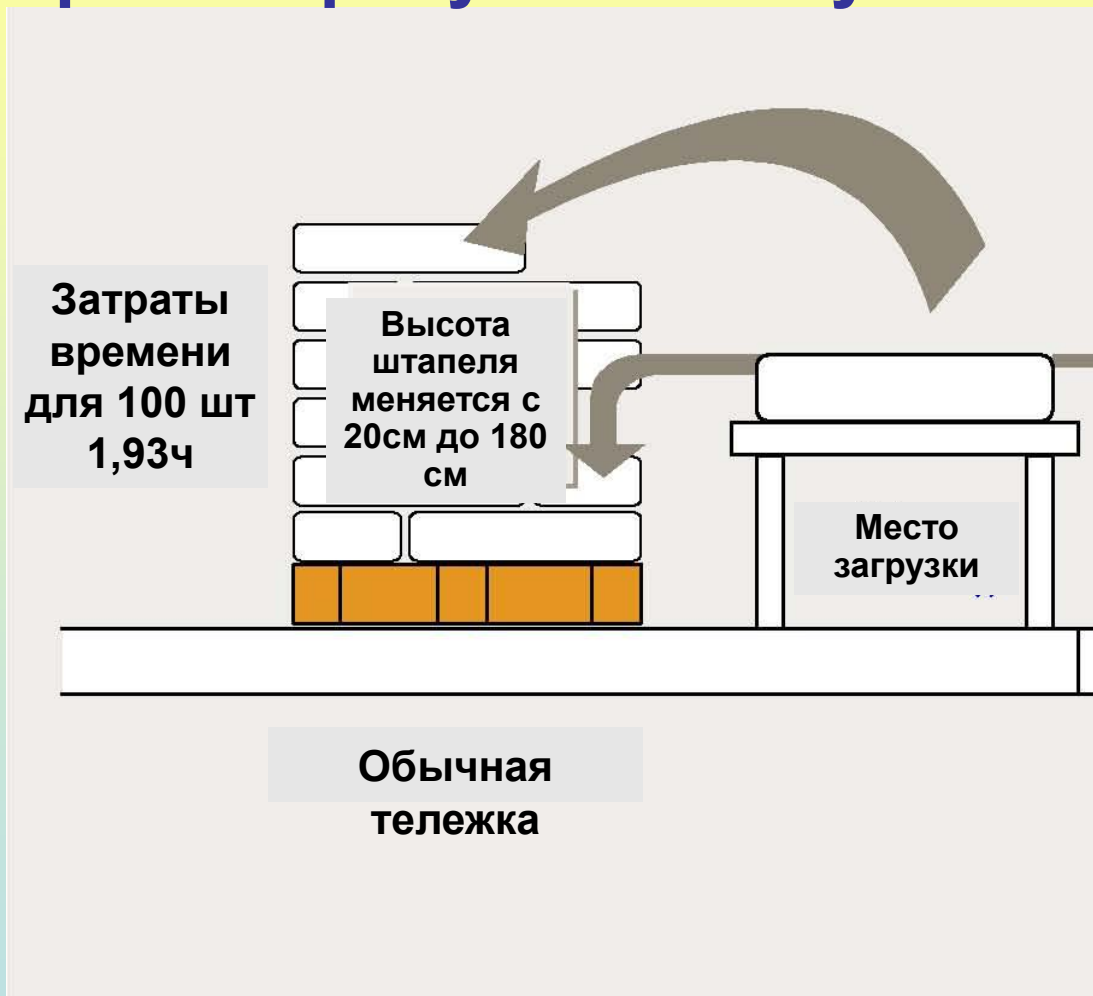 Затраты
времени
для 100 шт
1,93ч
Высота
штапеля
меняется с
20см до 180
см
Место
загрузки
Обычная
тележка